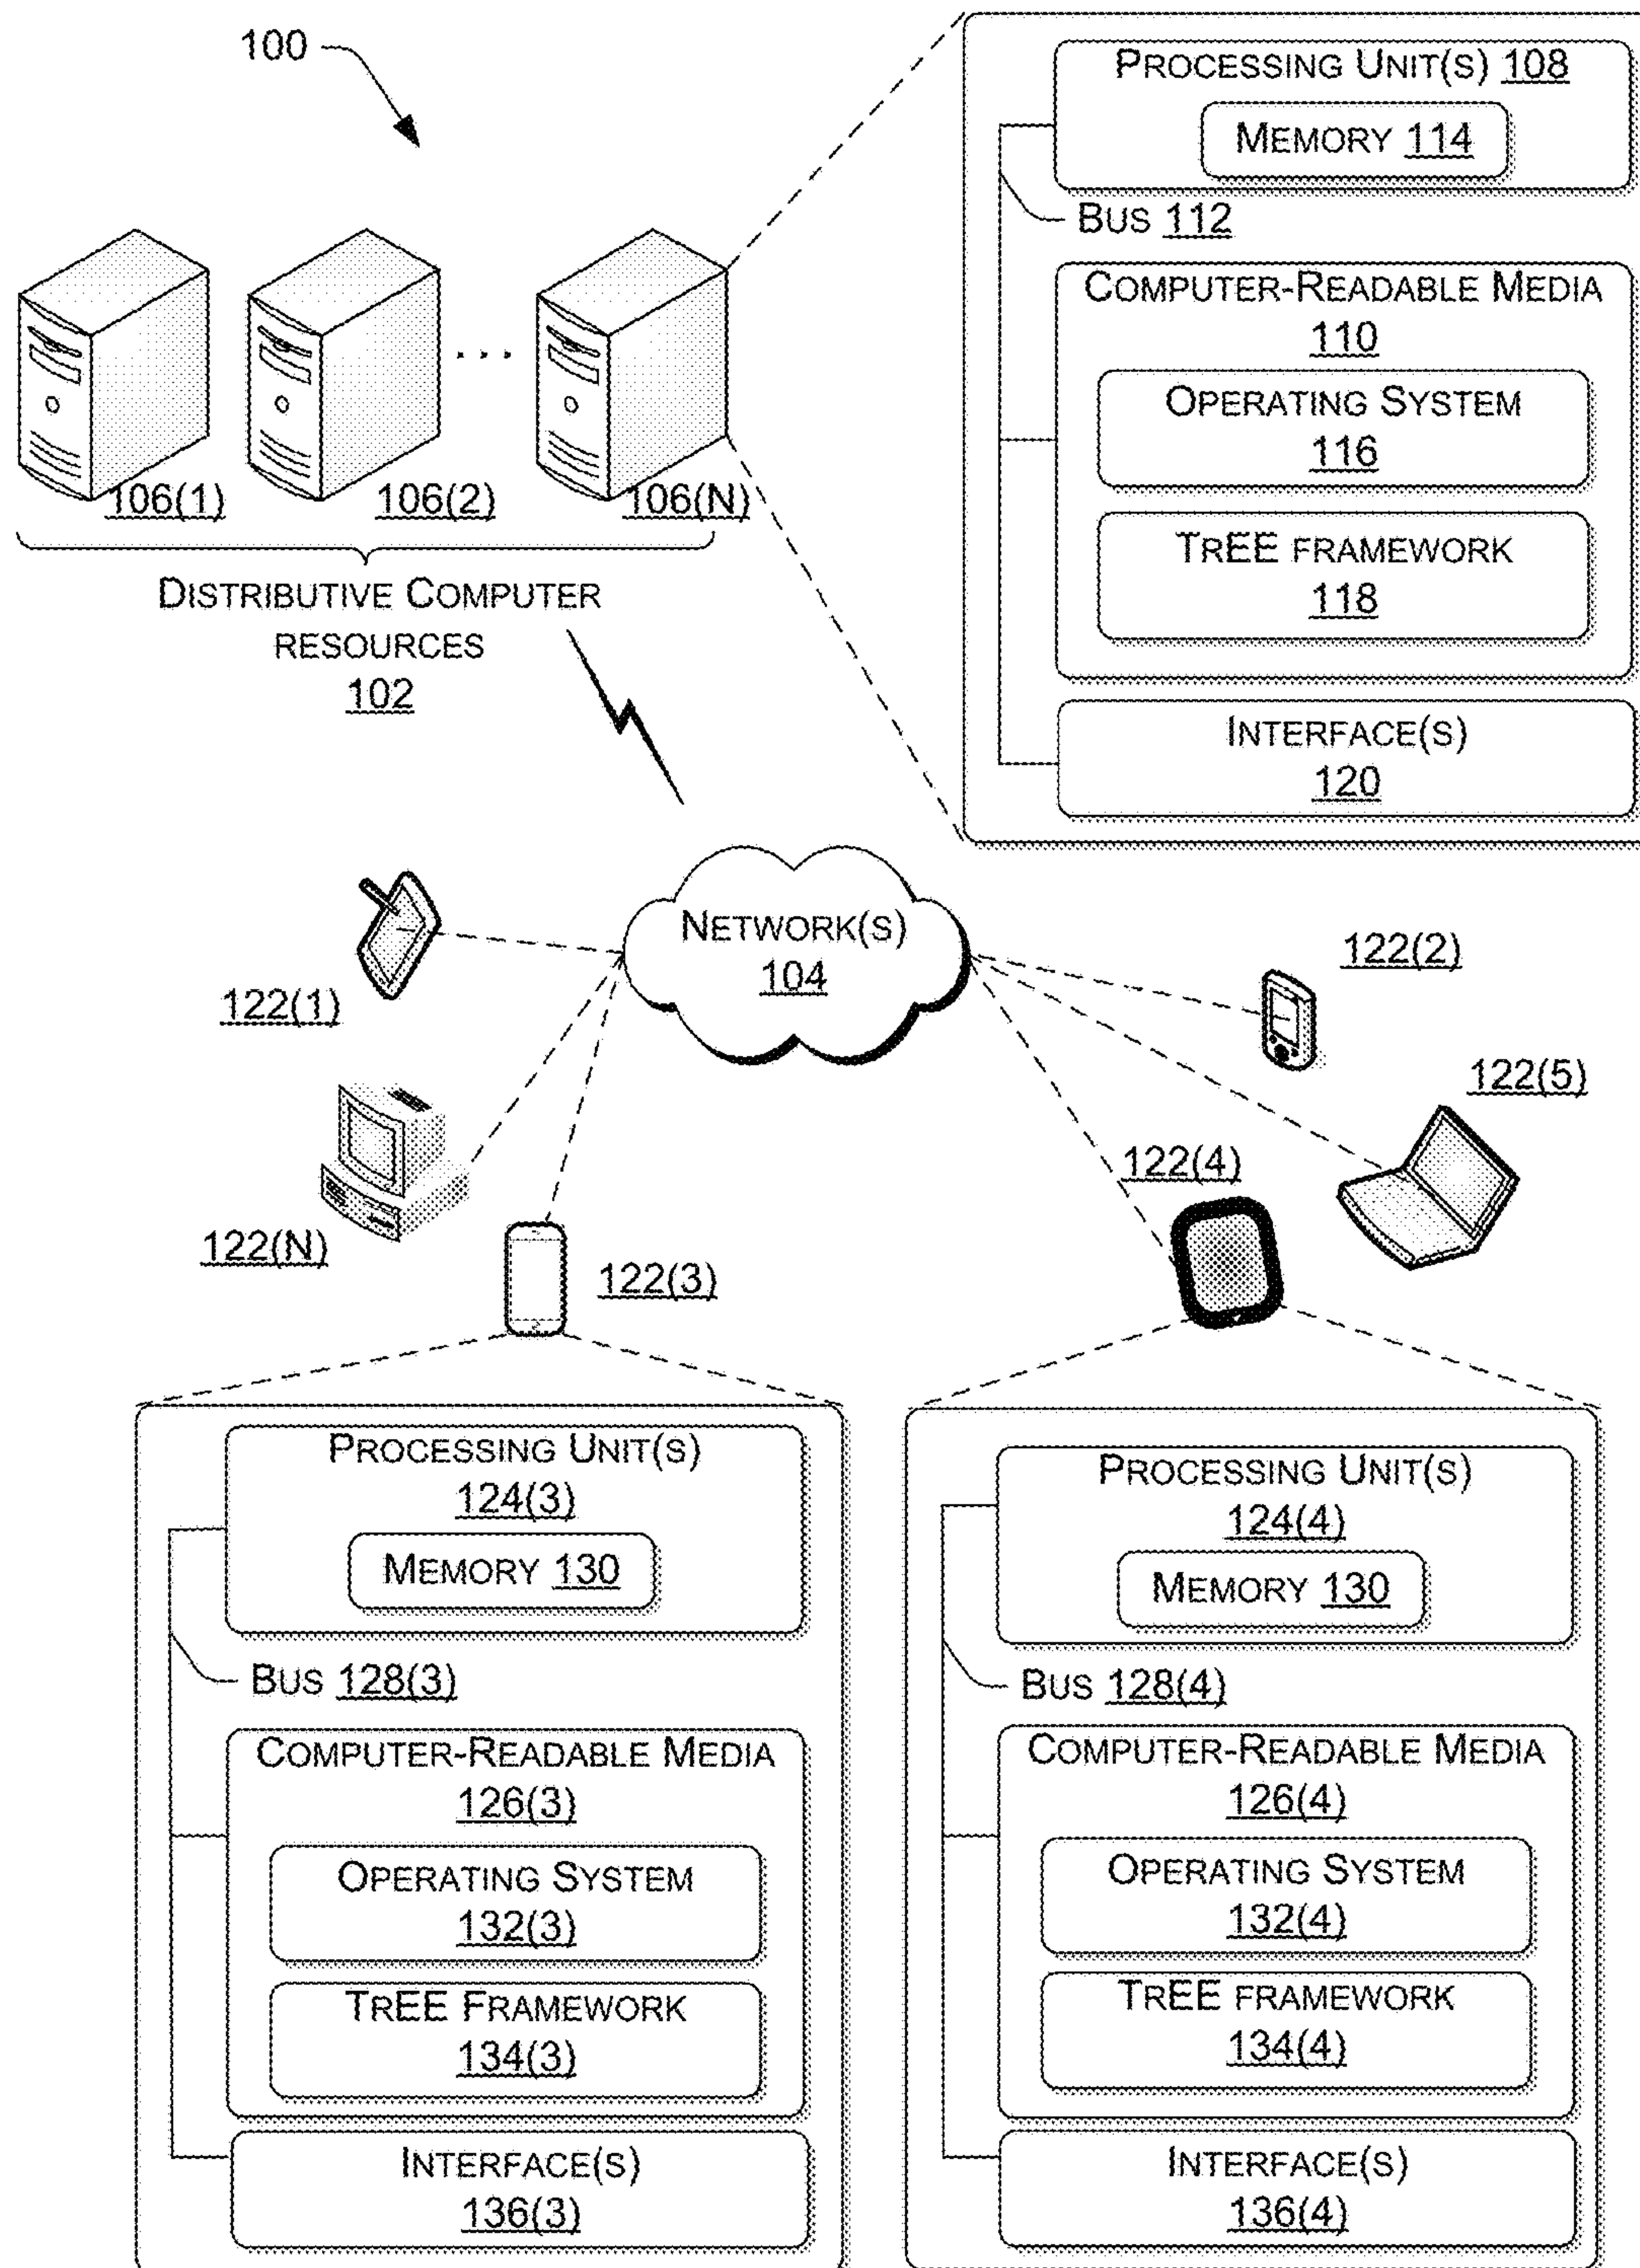 100
PROCESSING UNIT(S) 108
MEMORY 114
BUS 112
COMPUTER-READABLE MEDIA
110
OPERATING SYSTEM
116
TREE FRAMEWORK
118
INTERFACE(S)
120
106(1) 106(2) ... 106(N)
DISTRIBUTIVE COMPUTER
RESOURCES
102
NETWORK(S)
104
122(1)
122(2)
122(5)
122(4)
122(N)
122(3)
PROCESSING UNIT(S)
124(3)
MEMORY 130
BUS 128(3)
COMPUTER-READABLE MEDIA
126(3)
OPERATING SYSTEM
132(3)
TREE FRAMEWORK
134(3)
INTERFACE(S)
136(3)
PROCESSING UNIT(S)
124(4)
MEMORY 130
BUS 128(4)
COMPUTER-READABLE MEDIA
126(4)
OPERATING SYSTEM
132(4)
TREE FRAMEWORK
134(4)
INTERFACE(S)
136(4)